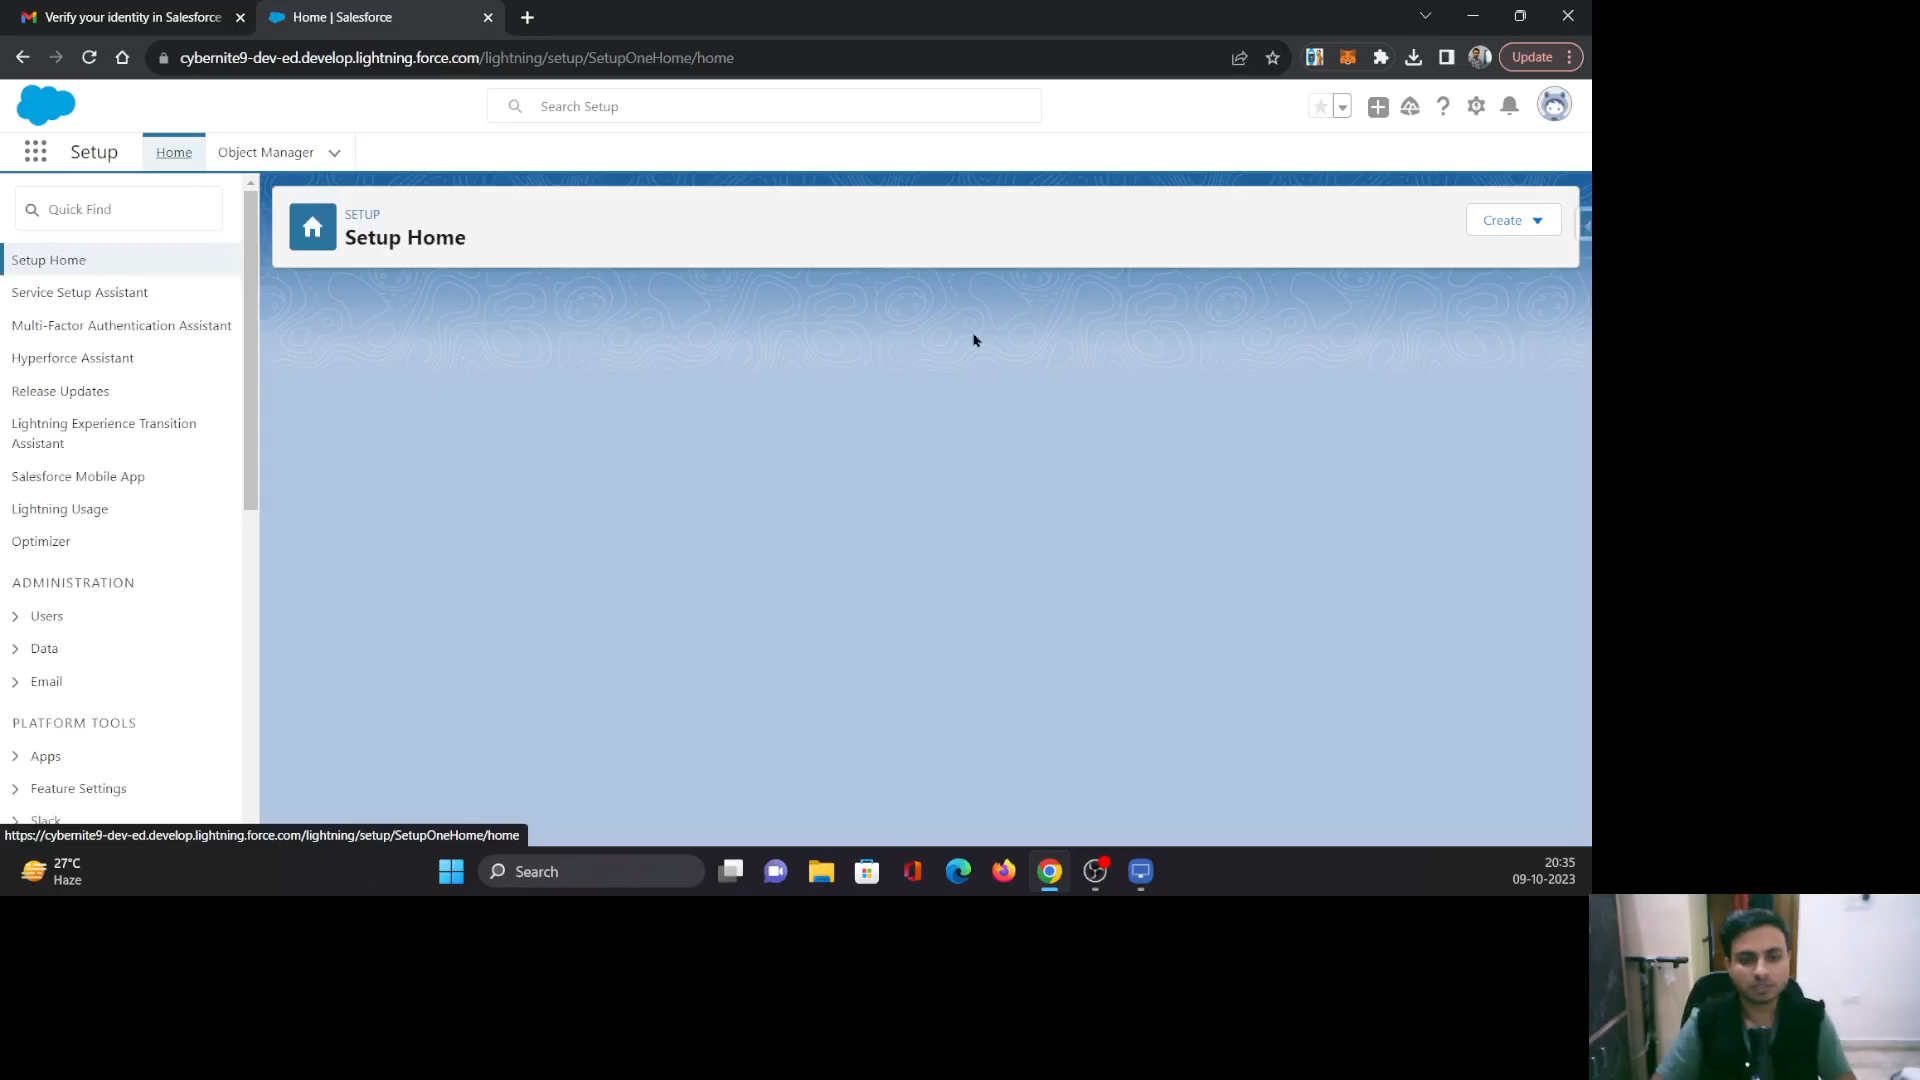 Verify your identity in Salesforce
Home | Salesforce
cybernite9-dev-ed.develop.lightning.force.com/lightning/setup/SetupOneHome/home
Update
Search Setup
Setup
Home
Object Manager
Quick Find
SETUP
Setup Home
Create
Setup Home
Service Setup Assistant
Multi-Factor Authentication Assistant
Hyperforce Assistant
Release Updates
Lightning Experience Transition
Assistant
Salesforce Mobile App
Lightning Usage
Optimizer
ADMINISTRATION
Users
Data
Email
PLATFORM TOOLS
Apps
Feature Settings
Slack
https://cybernite9-dev-ed.develop.lightning.force.com/lightning/setup/SetupOneHome/home
27°C
Haze
Search
20:35
09-10-2023